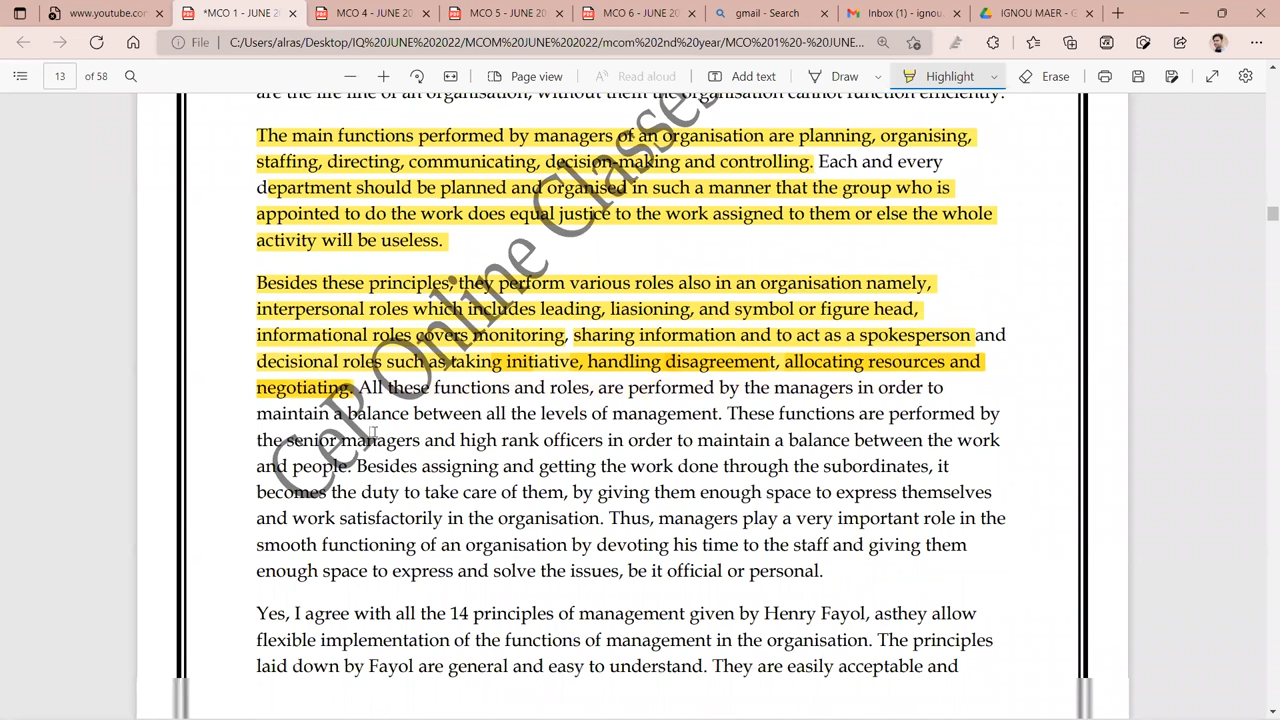 www.youtube.com
*MCO 1 - JUNE 20
MCO 4 - JUNE 20
MCO 5 - JUNE 20
MCO 6 - JUNE 20
gmail - Search
Inbox (1) - ignou
IGNOU MAER - G
File C:/Users/alras/Desktop/IQ%20JUNE%202022/MCOM%20JUNE%202022/mcom%202nd%20year/MCO%201%20-%20JUNE...
13 of 58 Page view Read aloud Add text Draw Highlight Erase
are the life line of an organisation, without them the organisation cannot function efficiently.
The main functions performed by managers of an organisation are planning, organising,
staffing, directing, communicating, decision-making and controlling. Each and every
department should be planned and organised in such a manner that the group who is
appointed to do the work does equal justice to the work assigned to them or else the whole
activity will be useless.
Besides these principles, they perform various roles also in an organisation namely,
interpersonal roles which includes leading, liasioning, and symbol or figure head,
informational roles covers monitoring, sharing information and to act as a spokesperson and
decisional roles such as taking initiative, handling disagreement, allocating resources and
negotiating. All these functions and roles, are performed by the managers in order to
maintain a balance between all the levels of management. These functions are performed by
the senior managers and high rank officers in order to maintain a balance between the work
and people. Besides assigning and getting the work done through the subordinates, it
becomes the duty to take care of them, by giving them enough space to express themselves
and work satisfactorily in the organisation. Thus, managers play a very important role in the
smooth functioning of an organisation by devoting his time to the staff and giving them
enough space to express and solve the issues, be it official or personal.
Yes, I agree with all the 14 principles of management given by Henry Fayol, asthey allow
flexible implementation of the functions of management in the organisation. The principles
laid down by Fayol are general and easy to understand. They are easily acceptable and
CeP Online Classes